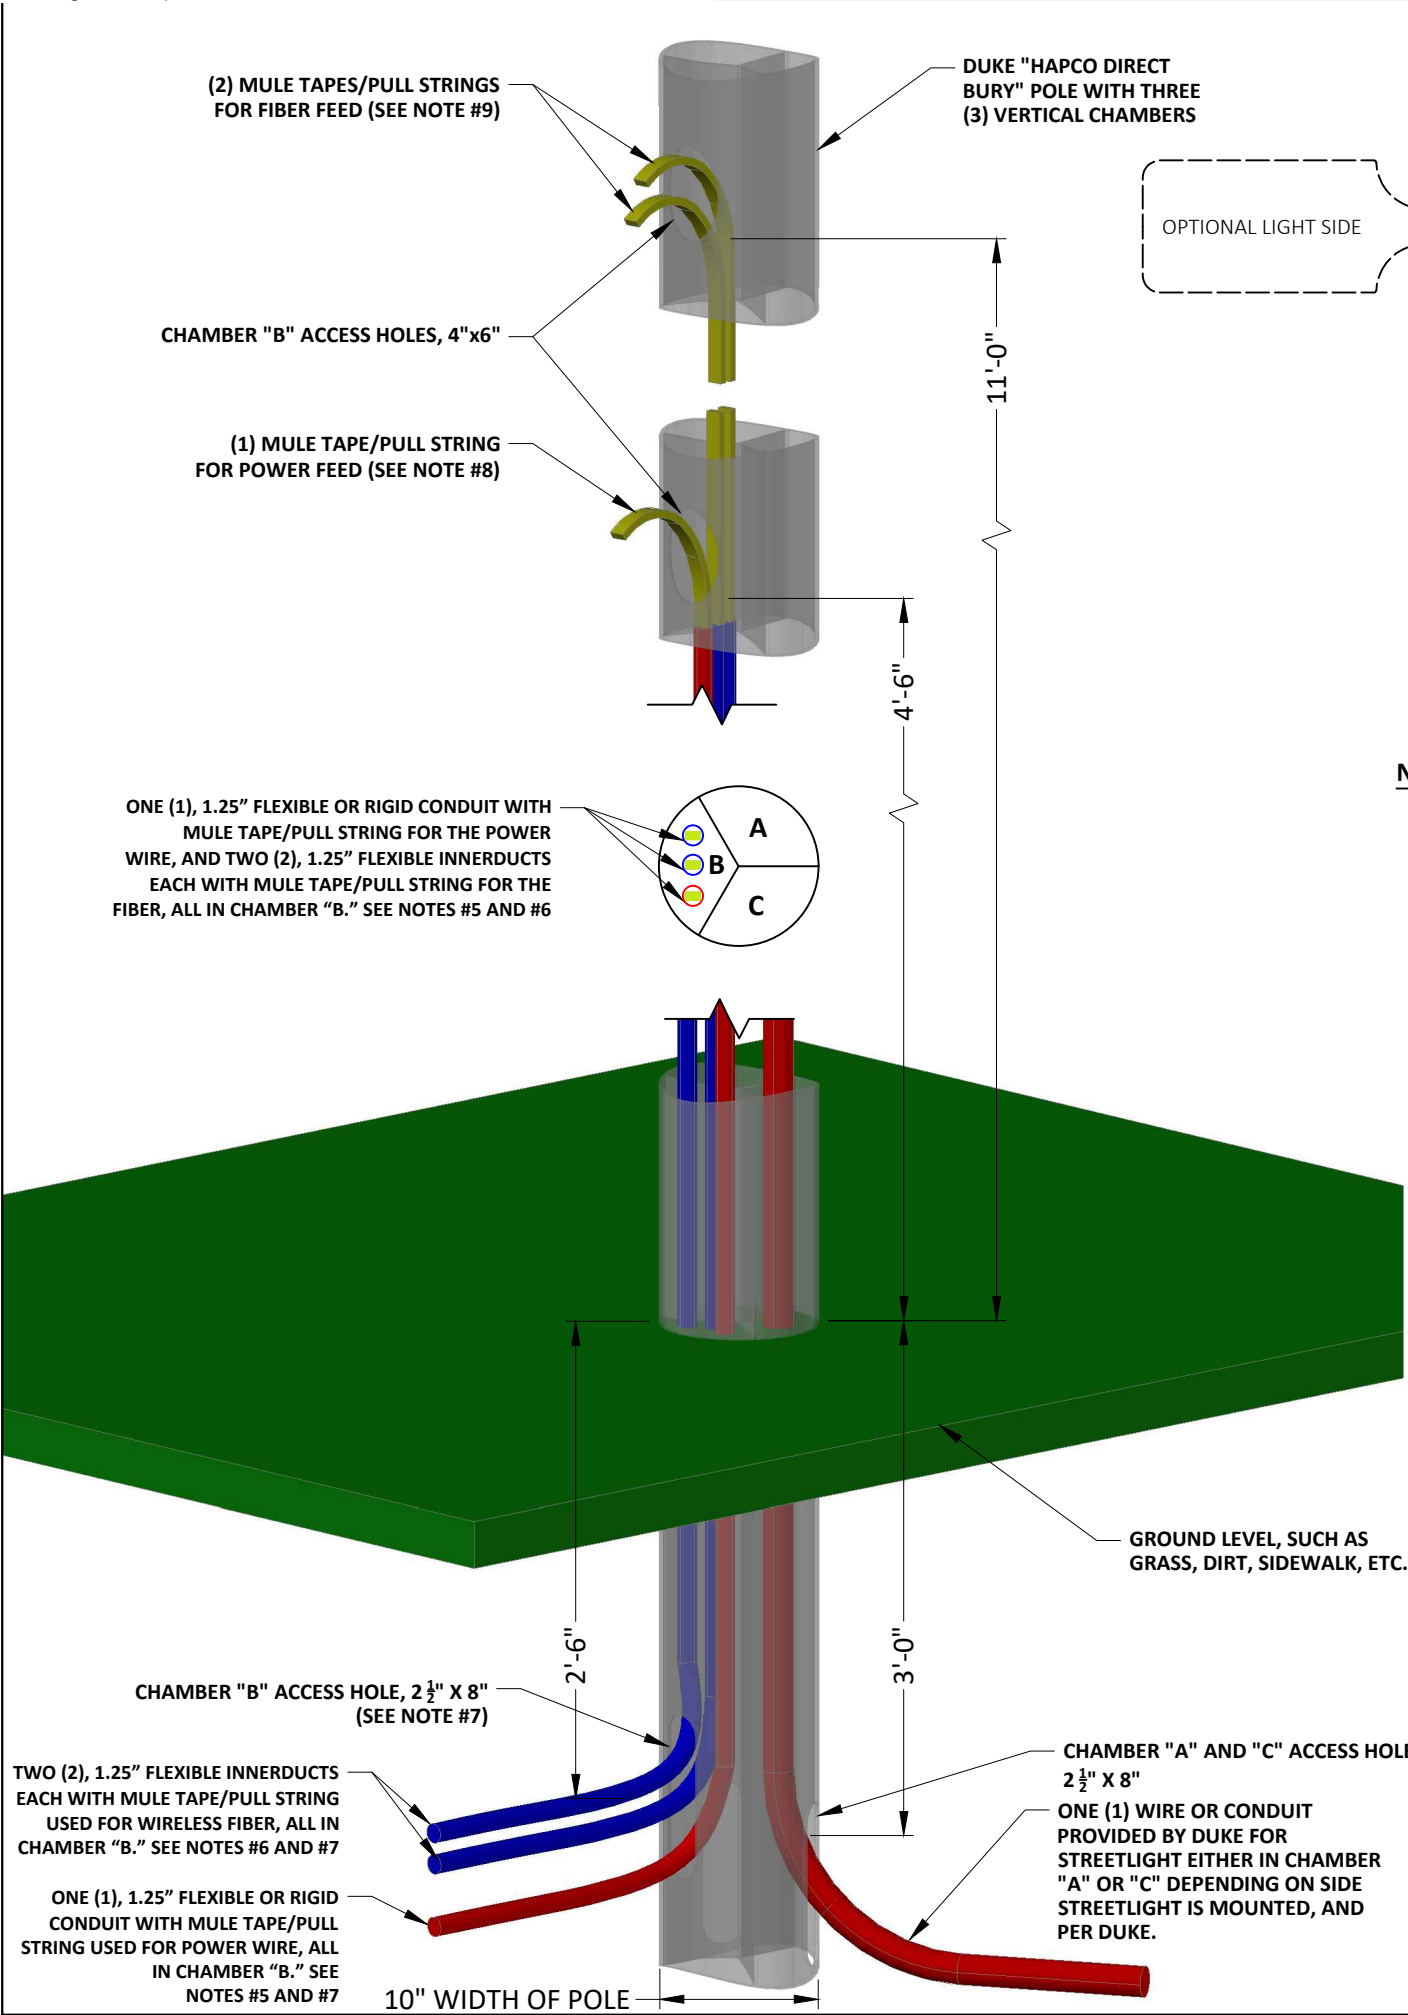 (2) MULE TAPES/PULL STRINGS
FOR FIBER FEED (SEE NOTE #9)
DUKE "HAPCO DIRECT
BURY" POLE WITH THREE
(3) VERTICAL CHAMBERS
OPTIONAL LIGHT SIDE
CHAMBER "B" ACCESS HOLES, 4"x6"
11'-0"
(1) MULE TAPE/PULL STRING
FOR POWER FEED (SEE NOTE #8)
4'-6"
N
ONE (1), 1.25” FLEXIBLE OR RIGID CONDUIT WITH
MULE TAPE/PULL STRING FOR THE POWER
WIRE, AND TWO (2), 1.25” FLEXIBLE INNERDUCTS
EACH WITH MULE TAPE/PULL STRING FOR THE
FIBER, ALL IN CHAMBER “B.” SEE NOTES #5 AND #6
A
B
C
GROUND LEVEL, SUCH AS
GRASS, DIRT, SIDEWALK, ETC.
2'-6"
3'-0"
CHAMBER "B" ACCESS HOLE, 2 ½" X 8"
(SEE NOTE #7)
TWO (2), 1.25” FLEXIBLE INNERDUCTS
EACH WITH MULE TAPE/PULL STRING
USED FOR WIRELESS FIBER, ALL IN
CHAMBER “B.” SEE NOTES #6 AND #7
CHAMBER "A" AND "C" ACCESS HOLE
2 ½" X 8"
ONE (1) WIRE OR CONDUIT
PROVIDED BY DUKE FOR
STREETLIGHT EITHER IN CHAMBER
"A" OR "C" DEPENDING ON SIDE
STREETLIGHT IS MOUNTED, AND
PER DUKE.
ONE (1), 1.25” FLEXIBLE OR RIGID
CONDUIT WITH MULE TAPE/PULL
STRING USED FOR POWER WIRE, ALL
IN CHAMBER “B.” SEE
NOTES #5 AND #7
10" WIDTH OF POLE